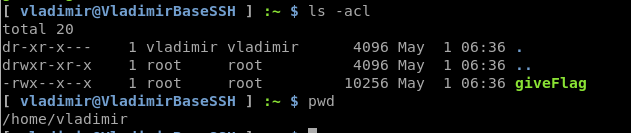 [ vladimir@VladimirBaseSSH ] :~ $ ls -acl
total 20
dr-xr-x---    1 vladimir vladimir      4096 May  1 06:36 .
drwxr-xr-x    1 root     root          4096 May  1 06:36 ..
-rwx--x--x    1 root     root         10256 May  1 06:36 giveFlag
[ vladimir@VladimirBaseSSH ] :~ $ pwd
/home/vladimir